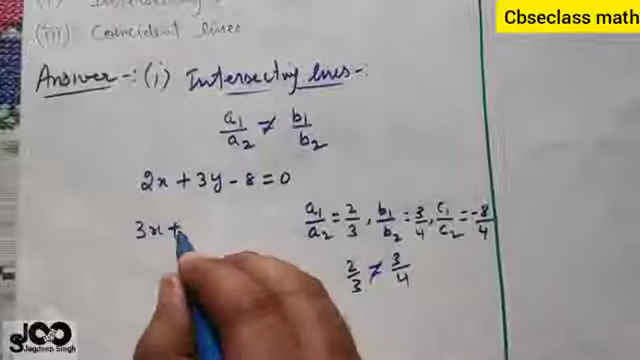 Cbseclass math
(ii)
(iii) Coincident lines
Answer -: (i) Intersecting lines -:
a1/a2 ≠ b1/b2
2x + 3y - 8 = 0
3x +
a1/a2 = 2/3, b1/b2 = 3/4, c1/c2 = -8/4
2/3 ≠ 3/4
Jagdeep Singh